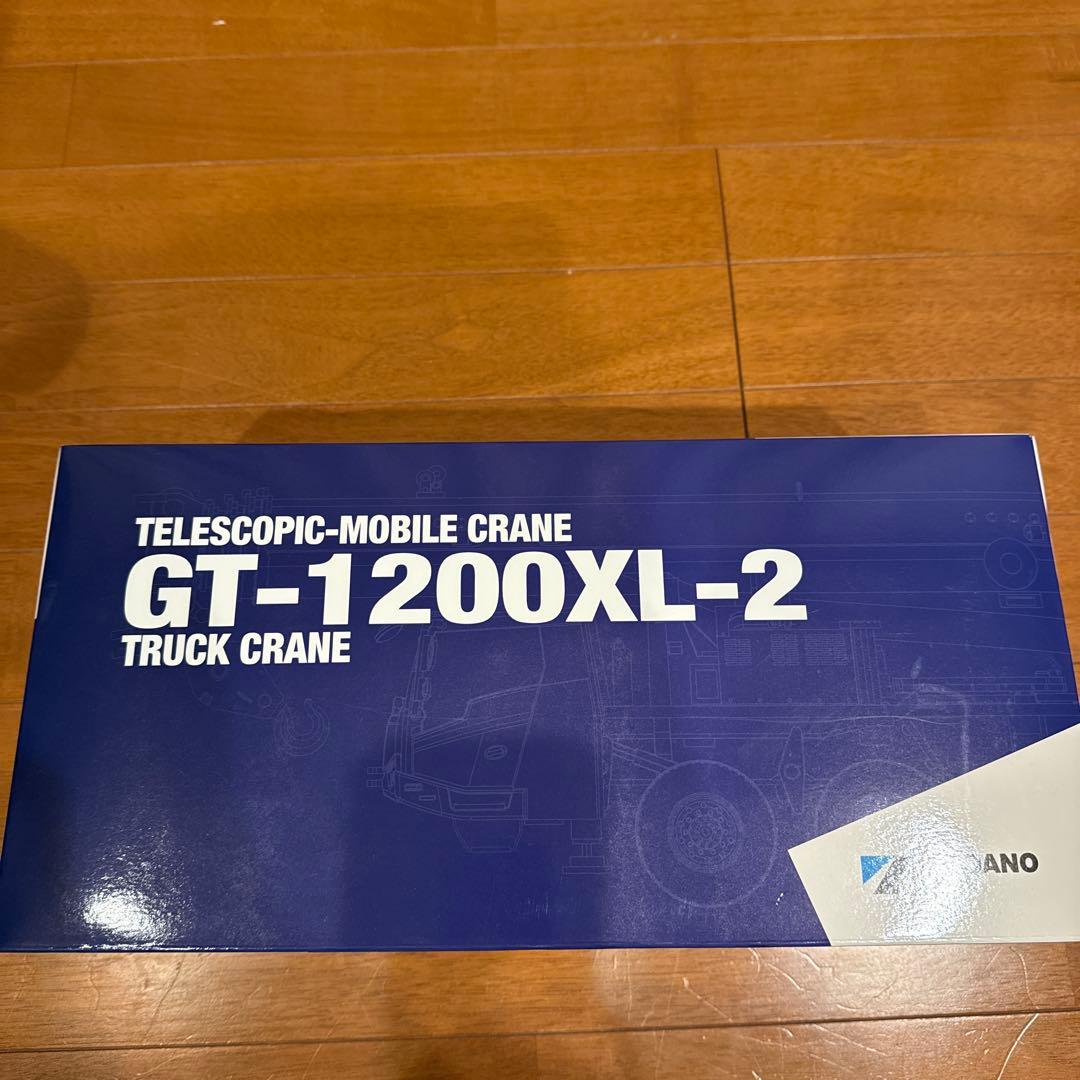 TELESCOPIC-MOBILE CRANE
GT-1200XL-2
TRUCK CRANE